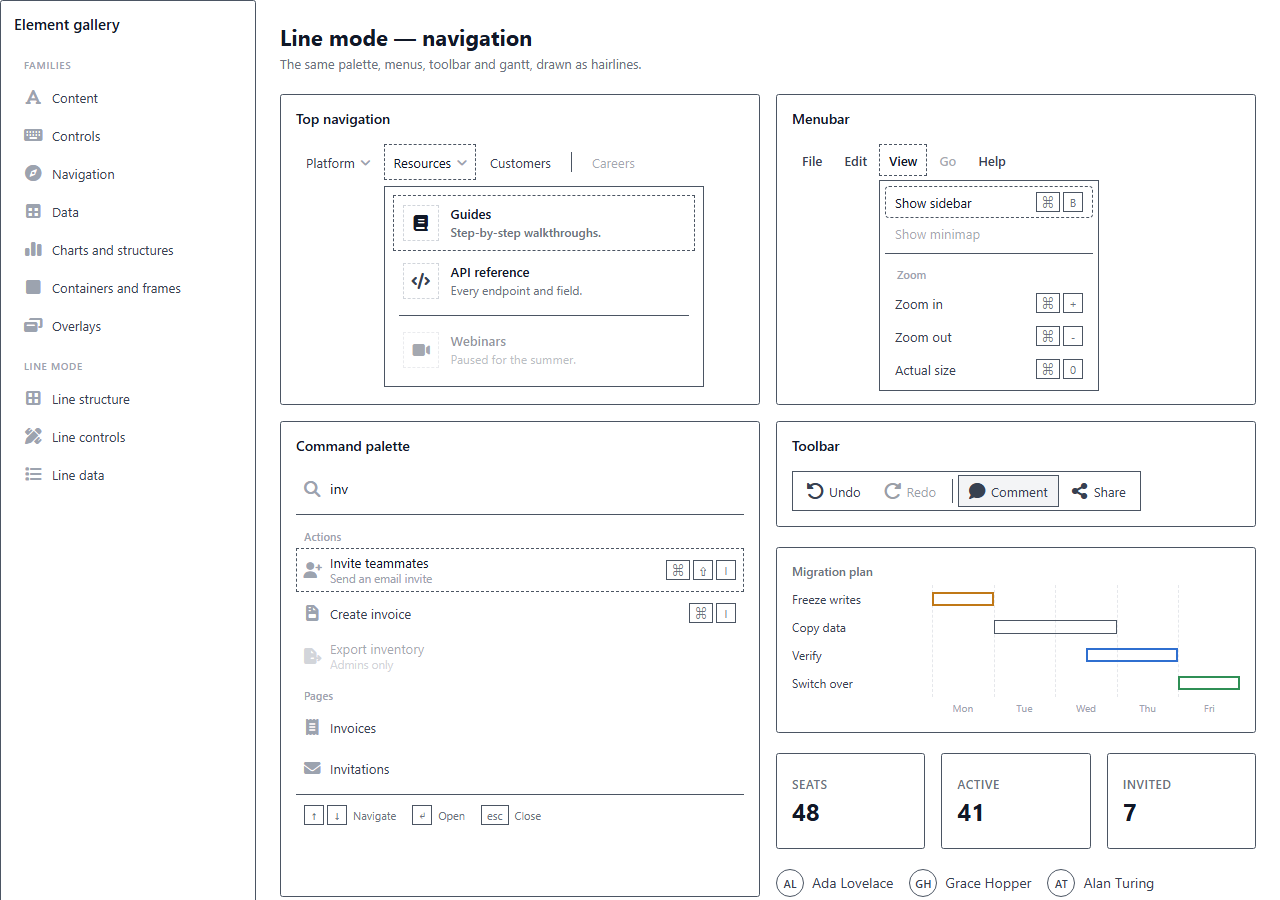 Element gallery
FAMILIES
Content
Controls
Navigation
Data
Charts and structures
Containers and frames
Overlays
LINE MODE
Line structure
Line controls
Line data
Line mode — navigation
The same palette, menus, toolbar and gantt, drawn as hairlines.
Top navigation
Platform Resources Customers Careers
Guides
Step-by-step walkthroughs.
API reference
Every endpoint and field.
Webinars
Paused for the summer.
Menubar
File Edit View Go Help
Show sidebar ⌘ B
Show minimap
Zoom
Zoom in ⌘ +
Zoom out ⌘ -
Actual size ⌘ 0
Command palette
inv
Actions
Invite teammates ⌘ ⇧ I
Send an email invite
Create invoice ⌘ I
Export inventory
Admins only
Pages
Invoices
Invitations
↑ ↓ Navigate ↵ Open esc Close
Toolbar
Undo Redo Comment Share
Migration plan
Freeze writes
Copy data
Verify
Switch over
Mon Tue Wed Thu Fri
SEATS
48
ACTIVE
41
INVITED
7
AL Ada Lovelace GH Grace Hopper AT Alan Turing